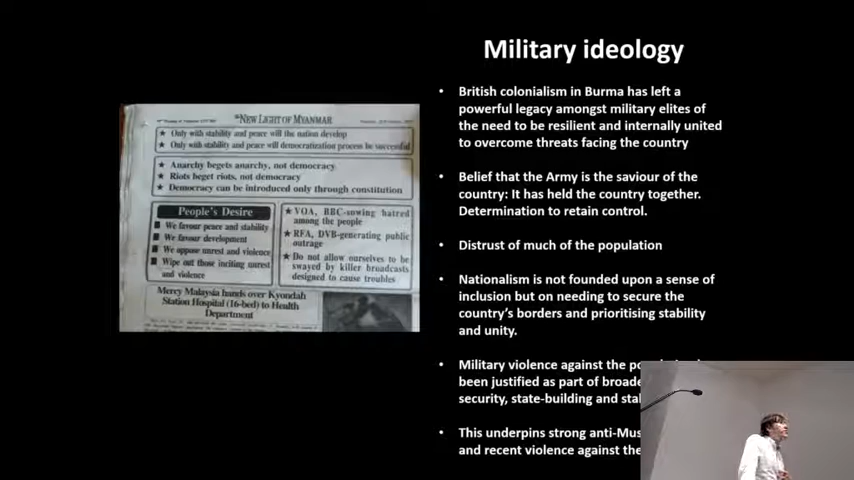 Military ideology
• British colonialism in Burma has left a
powerful legacy amongst military elites of
the need to be resilient and internally united
to overcome threats facing the country
• Belief that the Army is the saviour of the
country: It has held the country together.
Determination to retain control.
• Distrust of much of the population
• Nationalism is not founded upon a sense of
inclusion but on needing to secure the
country's borders and prioritising stability
and unity.
• Military violence against the
been justified as part of
security, state-building and
• This underpins strong
and recent violence against
NEW LIGHT OF MYANMAR
★ Only with stability and peace will the nation develop
★ Only with stability and peace will democratization process be successful
★ Anarchy begets anarchy, not democracy
★ Riots beget riots, not democracy
★ Democracy can be introduced only through constitution
People's Desire
■ We favour peace and stability
■ We favour development
■ We oppose unrest and violence
■ Wipe out those inciting unrest
and violence
★ VOA, BBC-sowing hatred
among the people
★ RFA, DVB-generating public
outrage
★ Do not allow ourselves to be
swayed by killer broadcasts
designed to cause troubles
Mercy Malaysia hands over Kyondah
Station Hospital (16-bed) to Health
Department